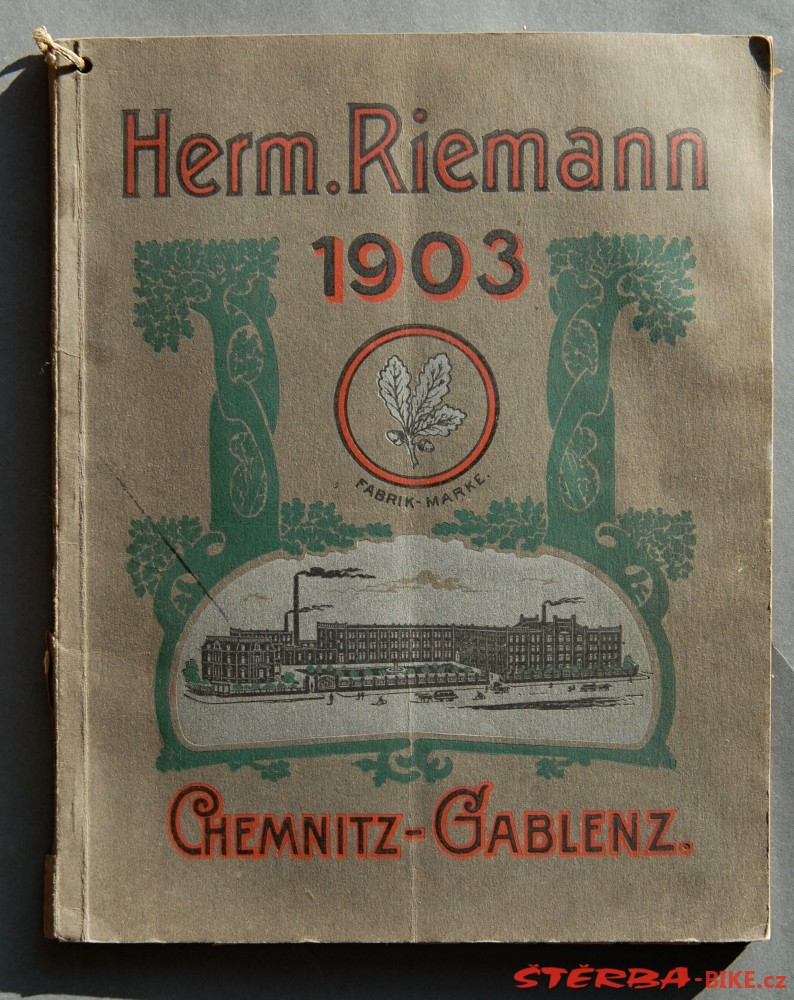 Herm. Riemann
1903
FABRIK-MARKE.
CHEMNITZ-GABLENZ.
ŠTĚRBA-BIKE.cz